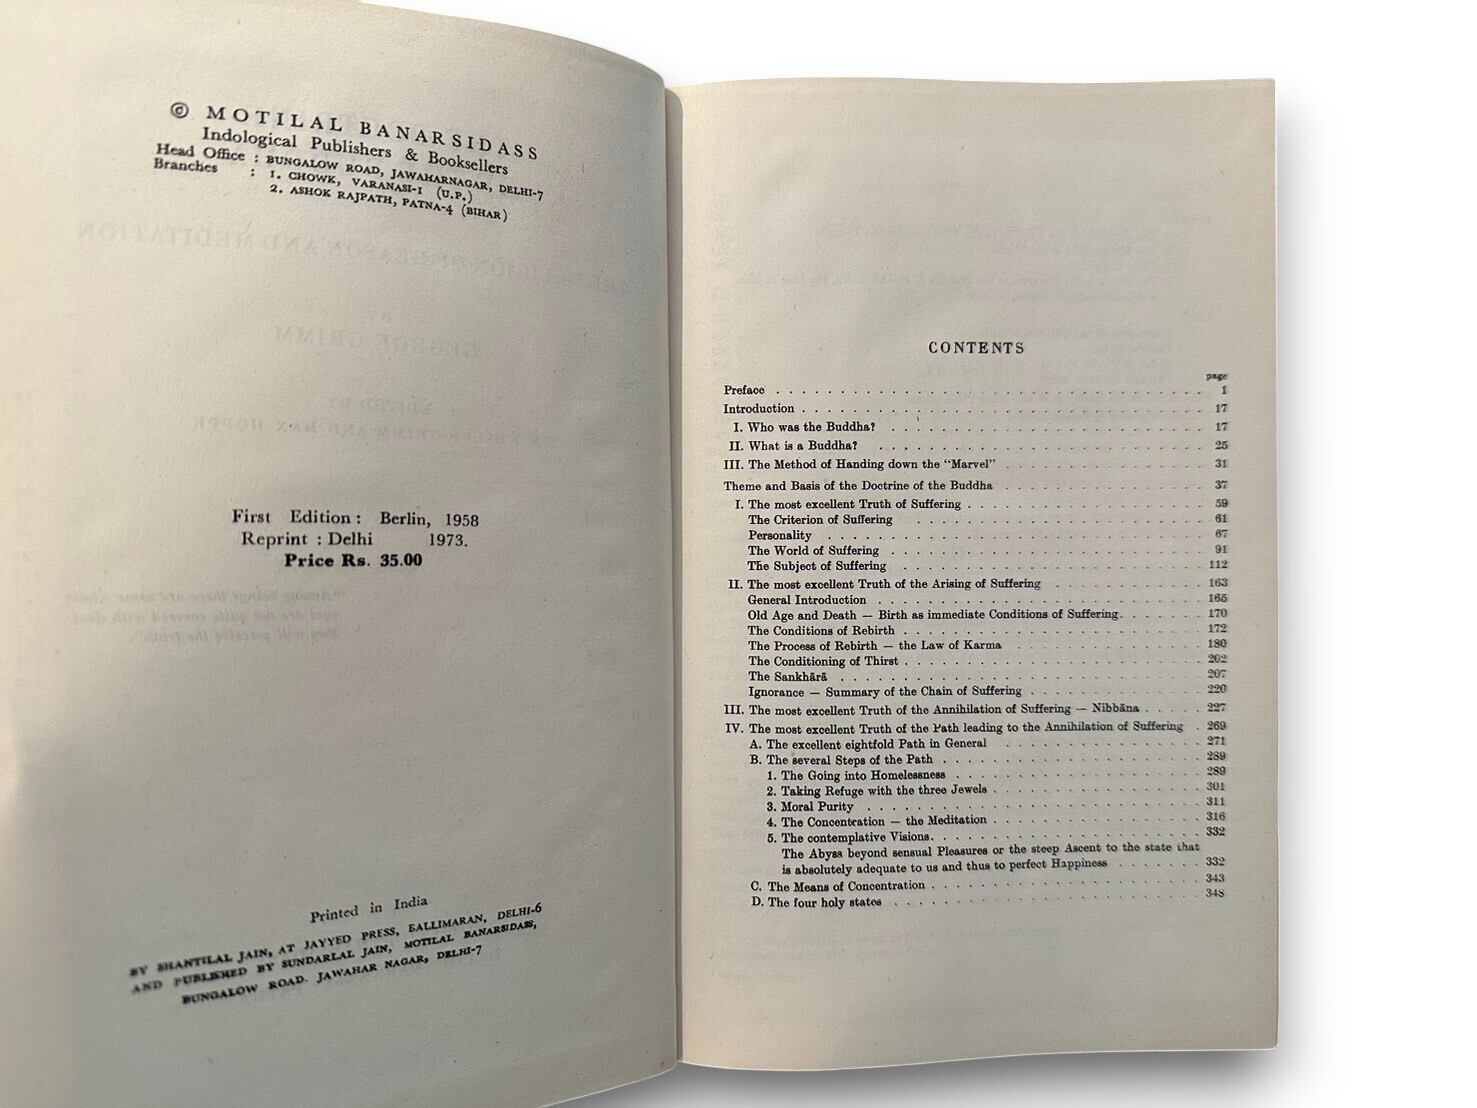 © MOTILAL BANARSIDASS
Indological Publishers & Booksellers
Head Office : BUNGALOW ROAD, JAWAHARNAGAR, DELHI-7
Branches : 1. CHOWK, VARANASI-1 (U.P.)
2. ASHOK RAJPATH, PATNA-4 (BIHAR)
First Edition : Berlin, 1958
Reprint : Delhi 1973.
Price Rs. 35.00
Printed in India
BY SHANTILAL JAIN, AT JAYYED PRESS, BALLIMARAN, DELHI-6
AND PUBLISHED BY SUNDARLAL JAIN, MOTILAL BANARSIDASS,
BUNGALOW ROAD. JAWAHAR NAGAR, DELHI-7
CONTENTS
page
Preface . . . . 1
Introduction . . . . 17
I. Who was the Buddha? . . . . 17
II. What is a Buddha? . . . . 25
III. The Method of Handing down the “Marvel” . . . . 31
Theme and Basis of the Doctrine of the Buddha . . . . 37
I. The most excellent Truth of Suffering . . . . 59
The Criterion of Suffering . . . . 61
Personality . . . . 67
The World of Suffering . . . . 91
The Subject of Suffering . . . . 112
II. The most excellent Truth of the Arising of Suffering . . . . 163
General Introduction . . . . 165
Old Age and Death — Birth as immediate Conditions of Suffering . . . . 170
The Conditions of Rebirth . . . . 172
The Process of Rebirth — the Law of Karma . . . . 180
The Conditioning of Thirst . . . . 202
The Sankhārā . . . . 207
Ignorance — Summary of the Chain of Suffering . . . . 220
III. The most excellent Truth of the Annihilation of Suffering — Nibbāna . . . . 227
IV. The most excellent Truth of the Path leading to the Annihilation of Suffering . 269
A. The excellent eightfold Path in General . . . . 271
B. The several Steps of the Path . . . . 289
1. The Going into Homelessness . . . . 289
2. Taking Refuge with the three Jewels . . . . 301
3. Moral Purity . . . . 311
4. The Concentration — the Meditation . . . . 316
5. The contemplative Visions . . . . 332
The Abyss beyond sensual Pleasures or the steep Ascent to the state that
is absolutely adequate to us and thus to perfect Happiness . . . . 332
C. The Means of Concentration . . . . 343
D. The four holy states . . . . 348